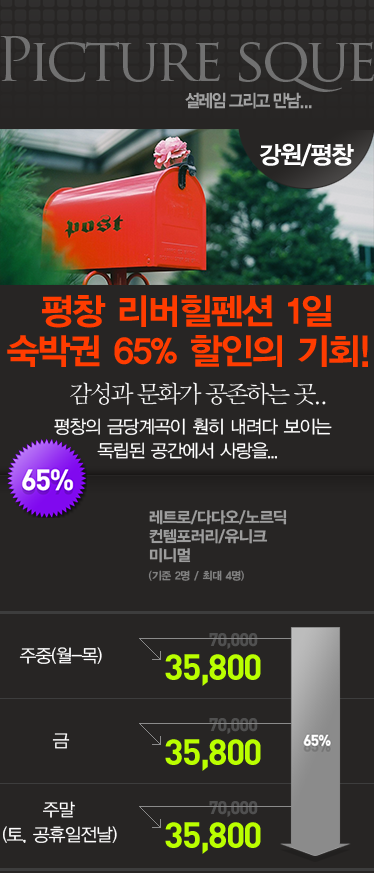 PICTURE SQUE
설레임 그리고 만남...
강원/평창
post
평창 리버힐펜션 1일
숙박권 65% 할인의 기회!
감성과 문화가 공존하는 곳..
평창의 금당계곡이 훤히 내려다 보이는
독립된 공간에서 사랑을...
65%
레트로/다다오/노르딕
컨템포러리/유니크
미니멀
(기준 2명 / 최대 4명)
주중(월-목)
70,000
35,800
금
70,000
35,800
65%
주말
(토, 공휴일전날)
70,000
35,800